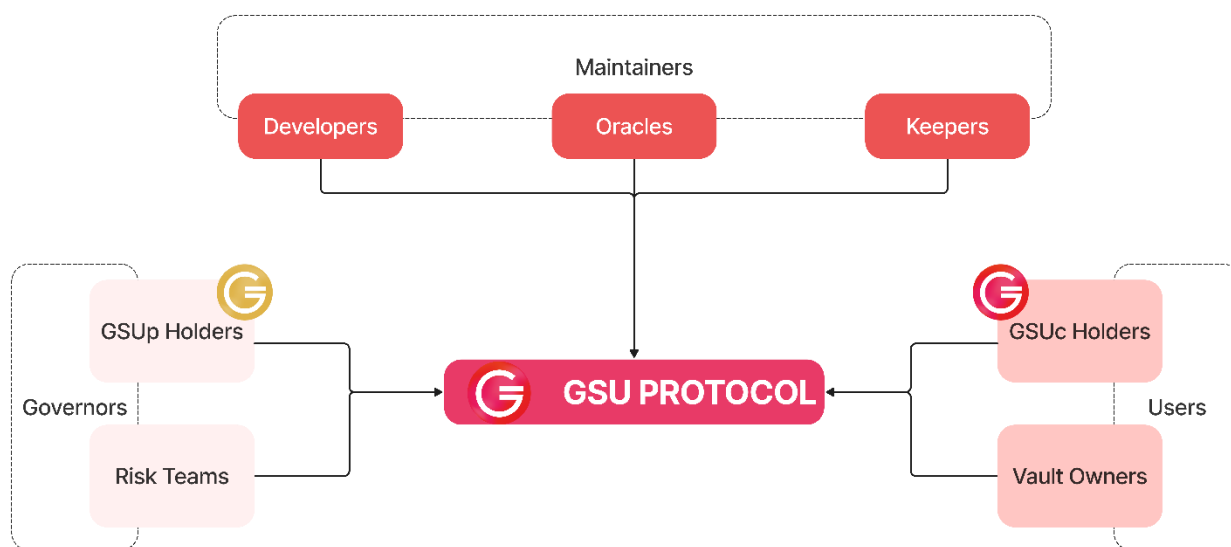 Maintainers
Developers
Oracles
Keepers
GSUp Holders
Governors
Risk Teams
GSU PROTOCOL
GSUc Holders
Users
Vault Owners